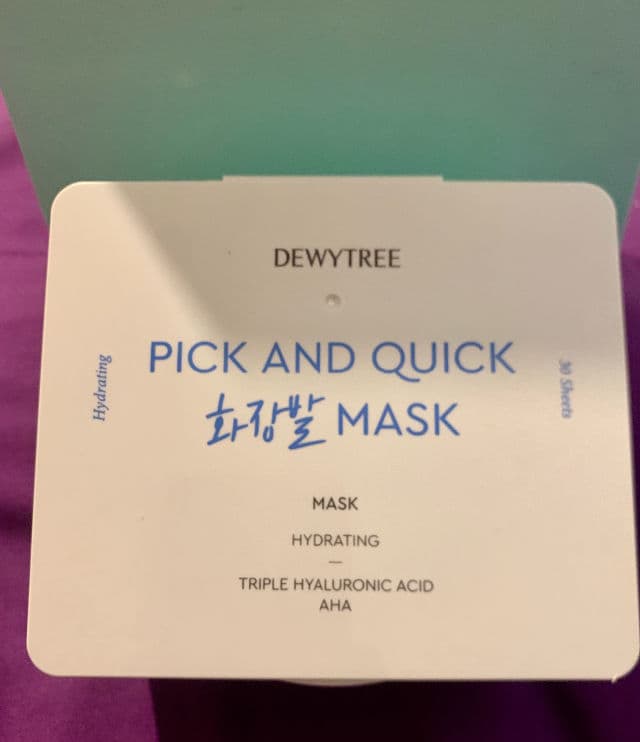 DEWYTREE
PICK AND QUICK
화장발 MASK
Hydrating
30 Sheets
MASK
HYDRATING
TRIPLE HYALURONIC ACID
AHA